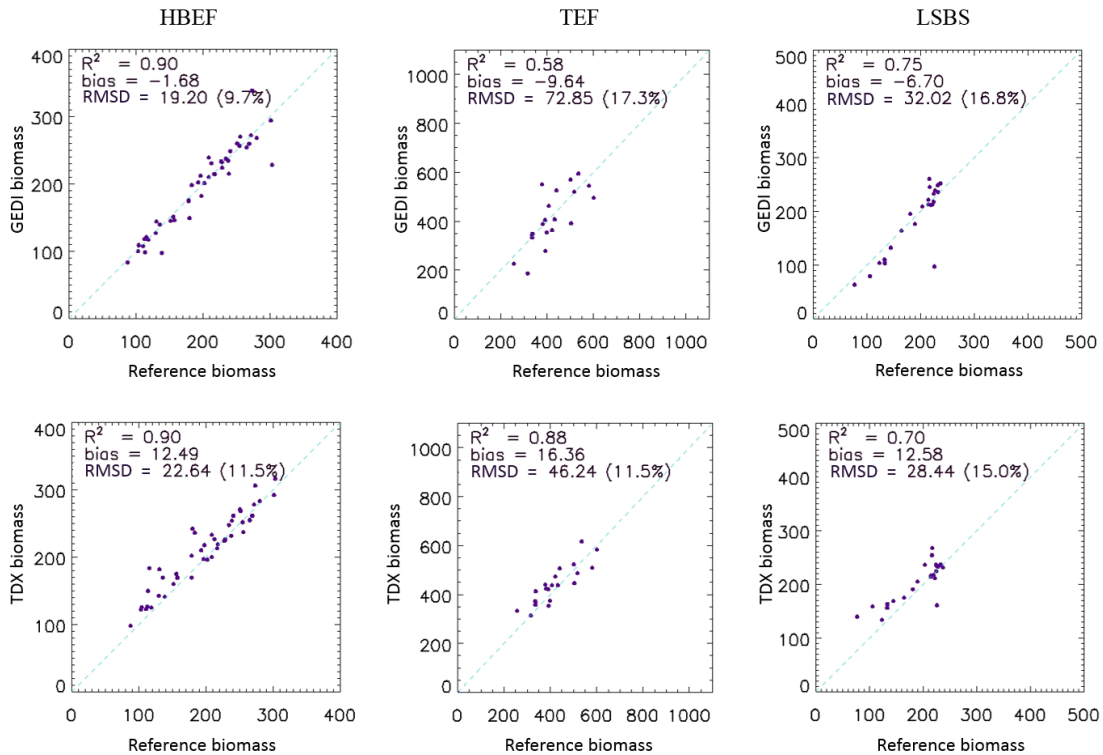 HBEF TEF LSBS
R² = 0.90
bias = −1.68
RMSD = 19.20 (9.7%)
GEDI biomass
400
300
200
100
0
0 100 200 300 400
Reference biomass
R² = 0.58
bias = −9.64
RMSD = 72.85 (17.3%)
GEDI biomass
1000
800
600
400
200
0
0 200 400 600 800 1000
Reference biomass
R² = 0.75
bias = −6.70
RMSD = 32.02 (16.8%)
GEDI biomass
500
400
300
200
100
0
0 100 200 300 400 500
Reference biomass
R² = 0.90
bias = 12.49
RMSD = 22.64 (11.5%)
TDX biomass
400
300
200
100
0
0 100 200 300 400
Reference biomass
R² = 0.88
bias = 16.36
RMSD = 46.24 (11.5%)
TDX biomass
1000
800
600
400
200
0
0 200 400 600 800 1000
Reference biomass
R² = 0.70
bias = 12.58
RMSD = 28.44 (15.0%)
TDX biomass
500
400
300
200
100
0
0 100 200 300 400 500
Reference biomass